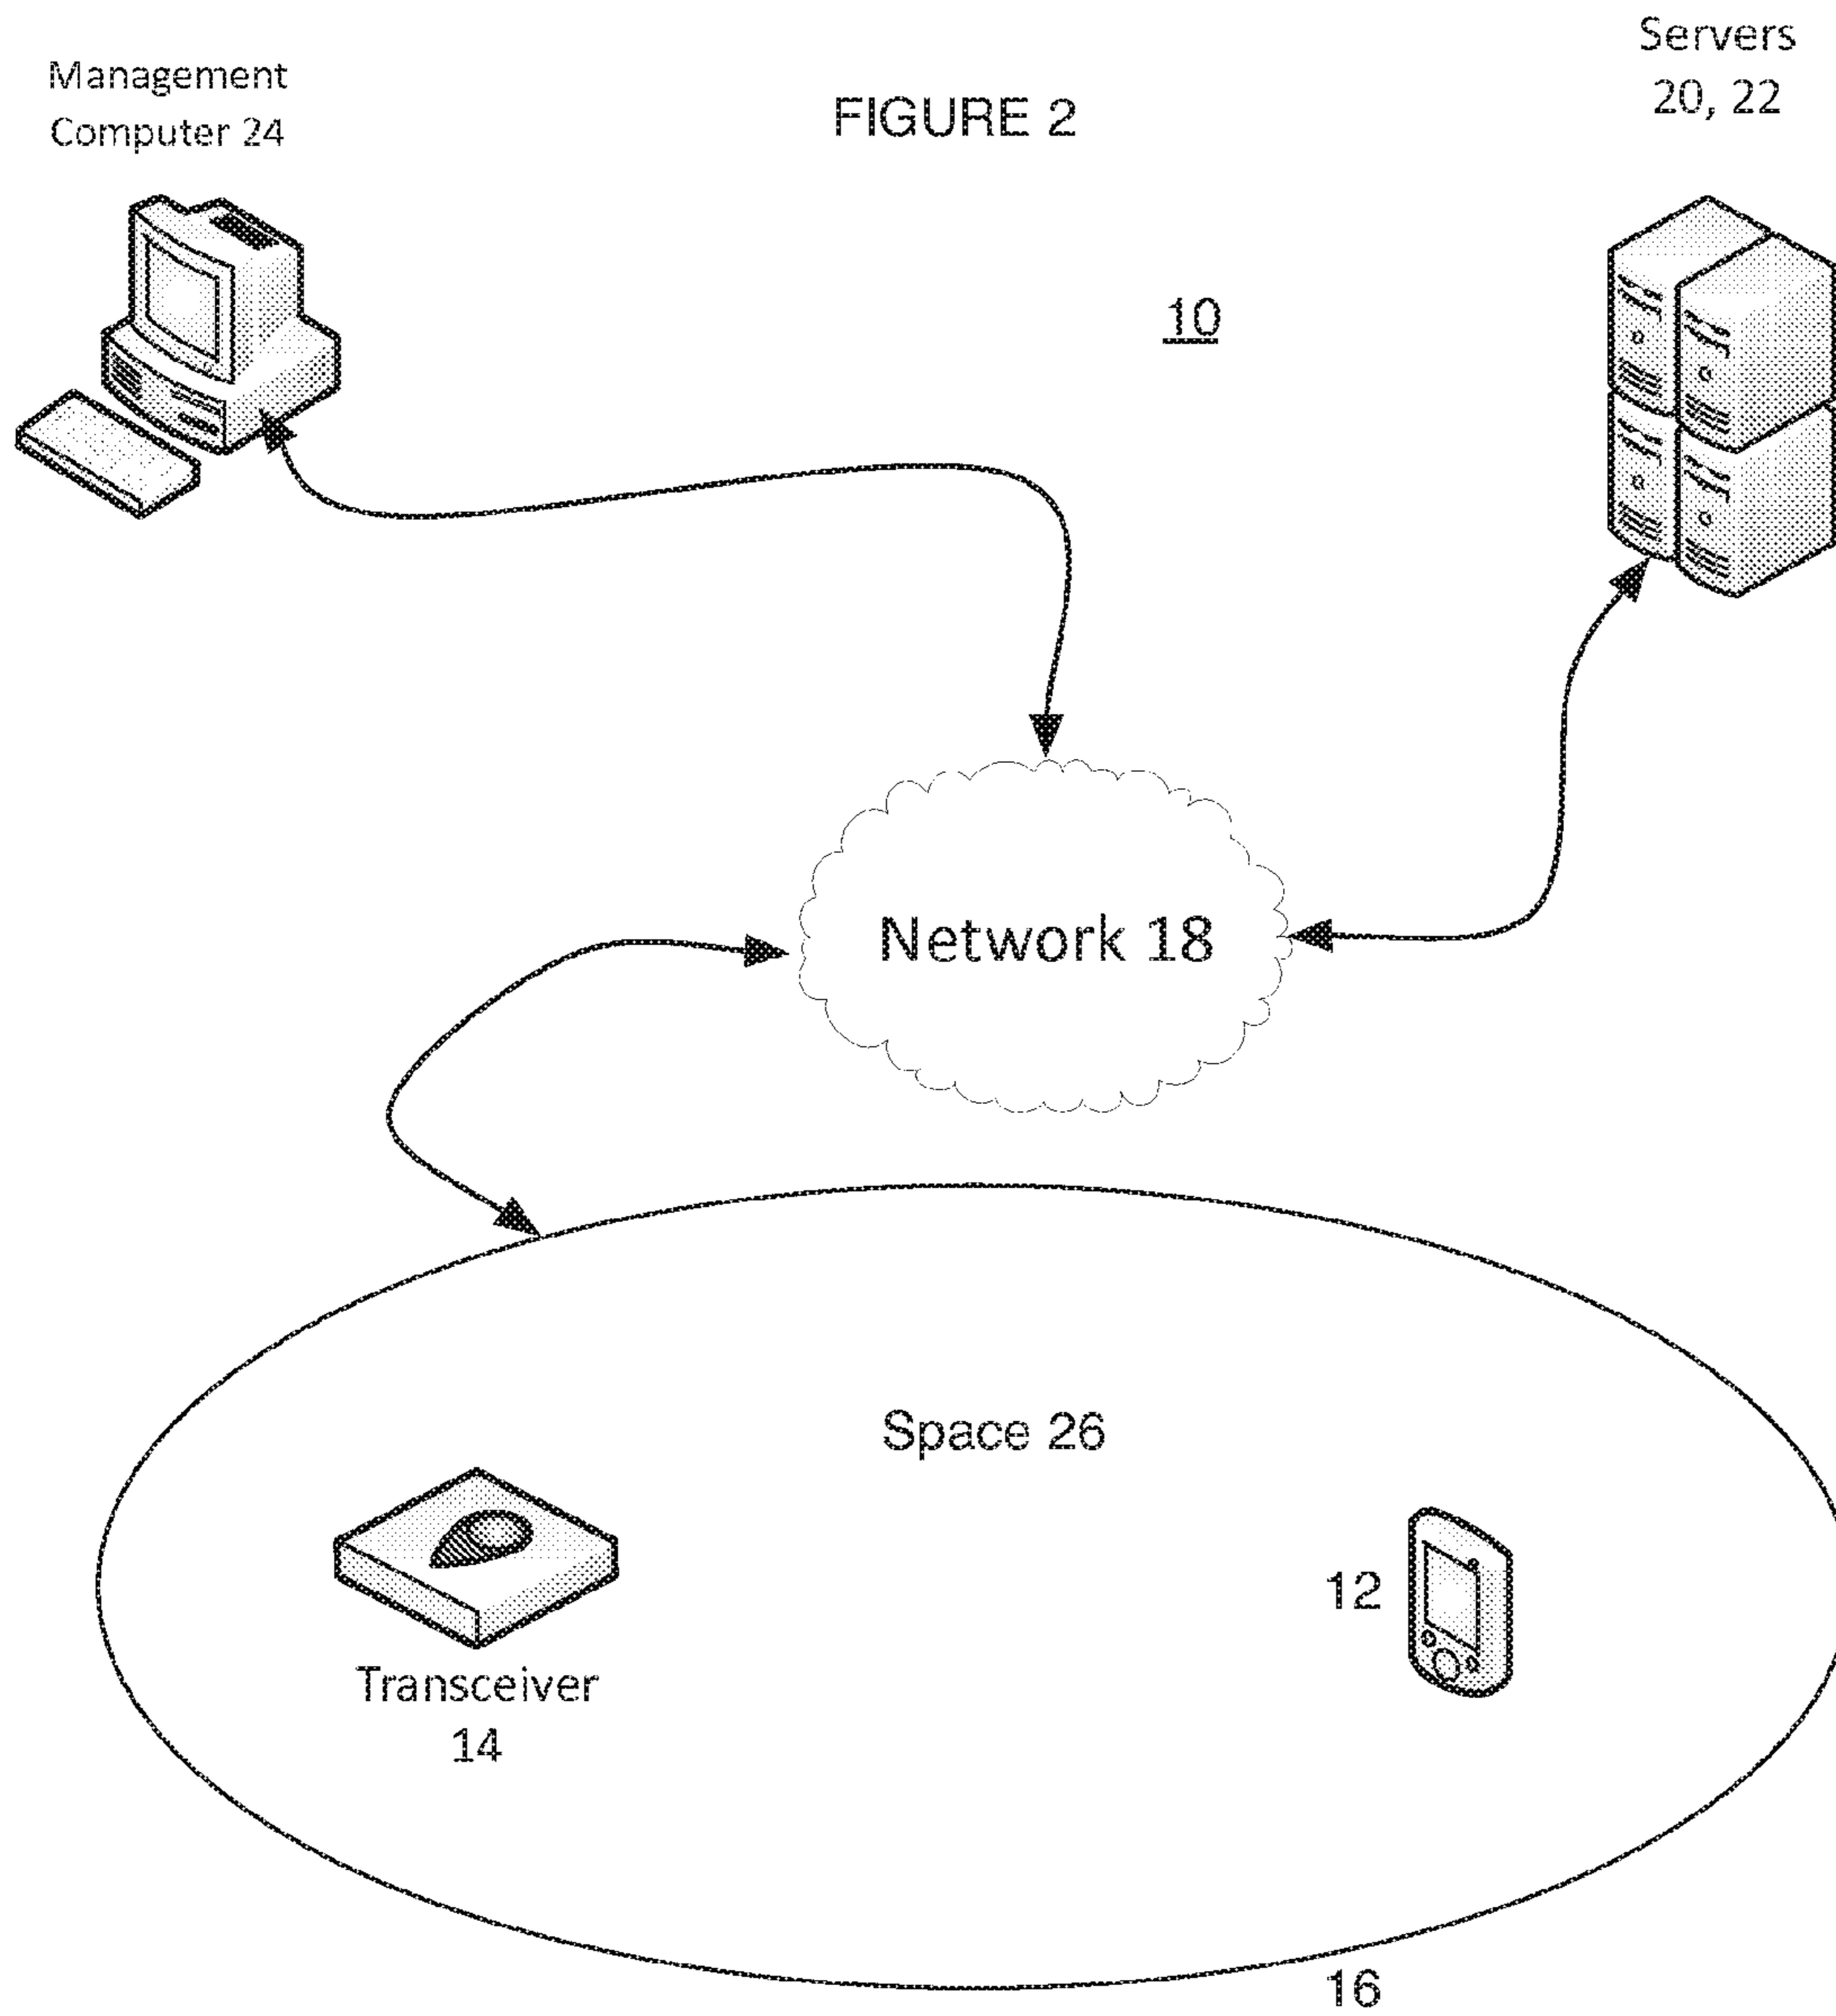 Management
Computer 24
FIGURE 2
Servers
20, 22
10
Network 18
Space 26
12
Transceiver
14
16